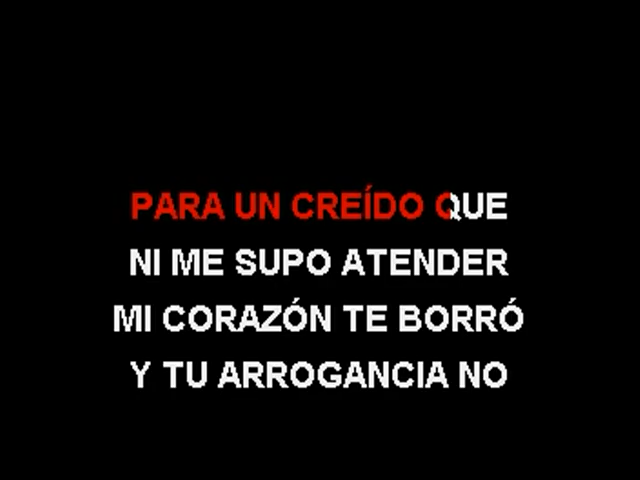 PARA UN CREÍDO QUE
NI ME SUPO ATENDER
MI CORAZÓN TE BORRÓ
Y TU ARROGANCIA NO